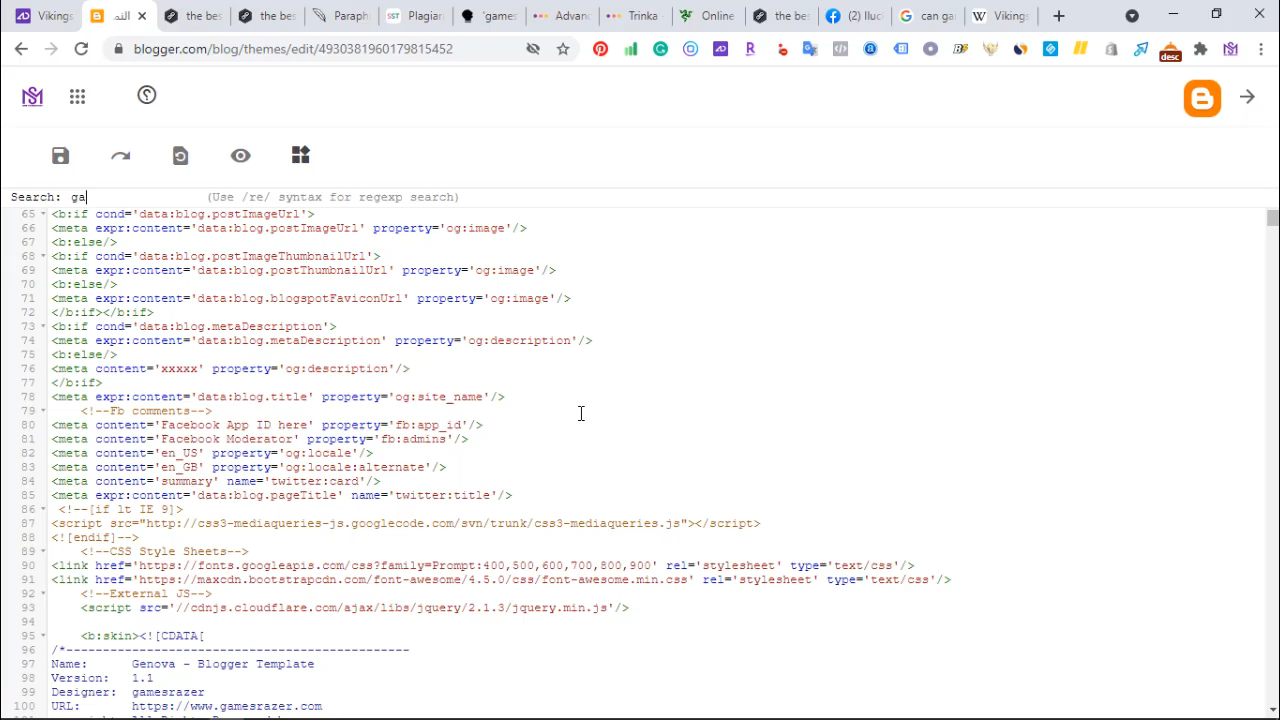 Vikings
النـ
the bes
the bes
Paraph
SST Plagiar
'games
Advanc
Trinka
Online
the be
(2) lluc
can ga
Vikings
blogger.com/blog/themes/edit/4930381960179815452
desc
Search: ga (Use /re/ syntax for regexp search)
65 <b:if cond='data:blog.postImageUrl'>
66 <meta expr:content='data:blog.postImageUrl' property='og:image'/>
67 <b:else/>
68 <b:if cond='data:blog.postImageThumbnailUrl'>
69 <meta expr:content='data:blog.postThumbnailUrl' property='og:image'/>
70 <b:else/>
71 <meta expr:content='data:blog.blogspotFaviconUrl' property='og:image'/>
72 </b:if></b:if>
73 <b:if cond='data:blog.metaDescription'>
74 <meta expr:content='data:blog.metaDescription' property='og:description'/>
75 <b:else/>
76 <meta content='xxxxx' property='og:description'/>
77 </b:if>
78 <meta expr:content='data:blog.title' property='og:site_name'/>
79 <!--Fb comments-->
80 <meta content='Facebook App ID here' property='fb:app_id'/>
81 <meta content='Facebook Moderator' property='fb:admins'/>
82 <meta content='en_US' property='og:locale'/>
83 <meta content='en_GB' property='og:locale:alternate'/>
84 <meta content='summary' name='twitter:card'/>
85 <meta expr:content='data:blog.pageTitle' name='twitter:title'/>
86 <!--[if lt IE 9]>
87 <script src="http://css3-mediaqueries-js.googlecode.com/svn/trunk/css3-mediaqueries.js"></script>
88 <![endif]-->
89 <!--CSS Style Sheets-->
90 <link href='https://fonts.googleapis.com/css?family=Prompt:400,500,600,700,800,900' rel='stylesheet' type='text/css'/>
91 <link href='https://maxcdn.bootstrapcdn.com/font-awesome/4.5.0/css/font-awesome.min.css' rel='stylesheet' type='text/css'/>
92 <!--External JS-->
93 <script src='//cdnjs.cloudflare.com/ajax/libs/jquery/2.1.3/jquery.min.js'/>
94
95 <b:skin><![CDATA[
96 /*-----------------------------------------------
97 Name: Genova - Blogger Template
98 Version: 1.1
99 Designer: gamesrazer
100 URL: https://www.gamesrazer.com